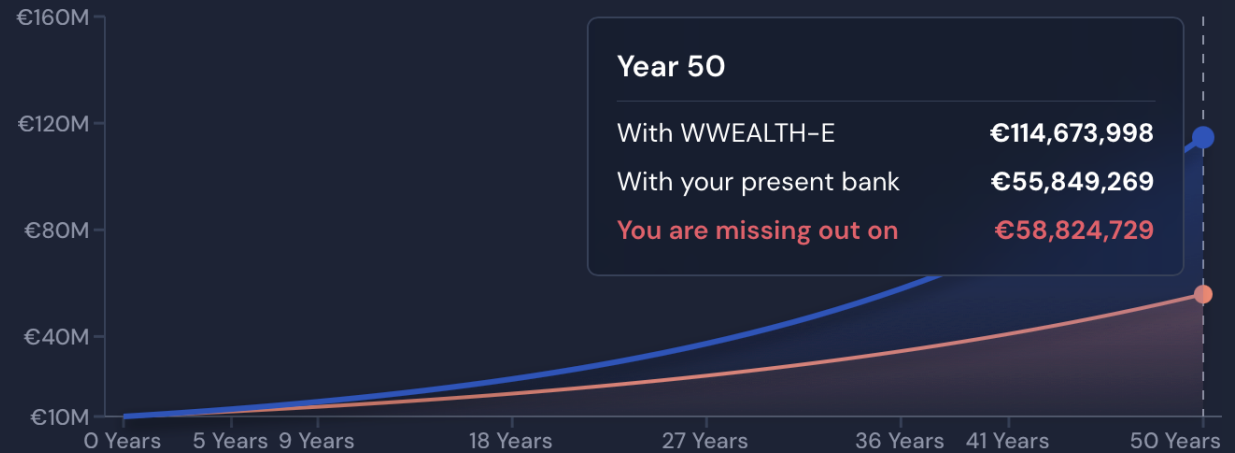 €160M
€120M
€80M
€40M
€10M
Year 50
With WWEALTH-E €114,673,998
With your present bank €55,849,269
You are missing out on €58,824,729
0 Years 5 Years 9 Years 18 Years 27 Years 36 Years 41 Years 50 Years